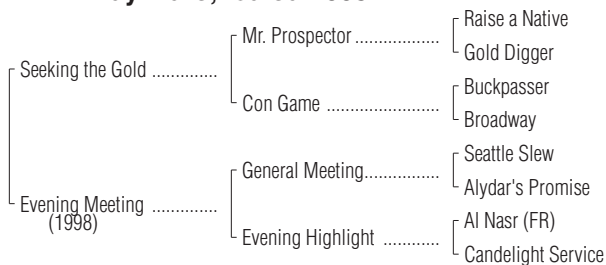 Raise a Native
Mr. Prospector ..................
Gold Digger
Seeking the Gold .............
Buckpasser
Con Game ........................
Broadway
Seattle Slew
General Meeting................
Alydar's Promise
Evening Meeting .............
(1998)
Al Nasr (FR)
Evening Highlight ............
Candelight Service